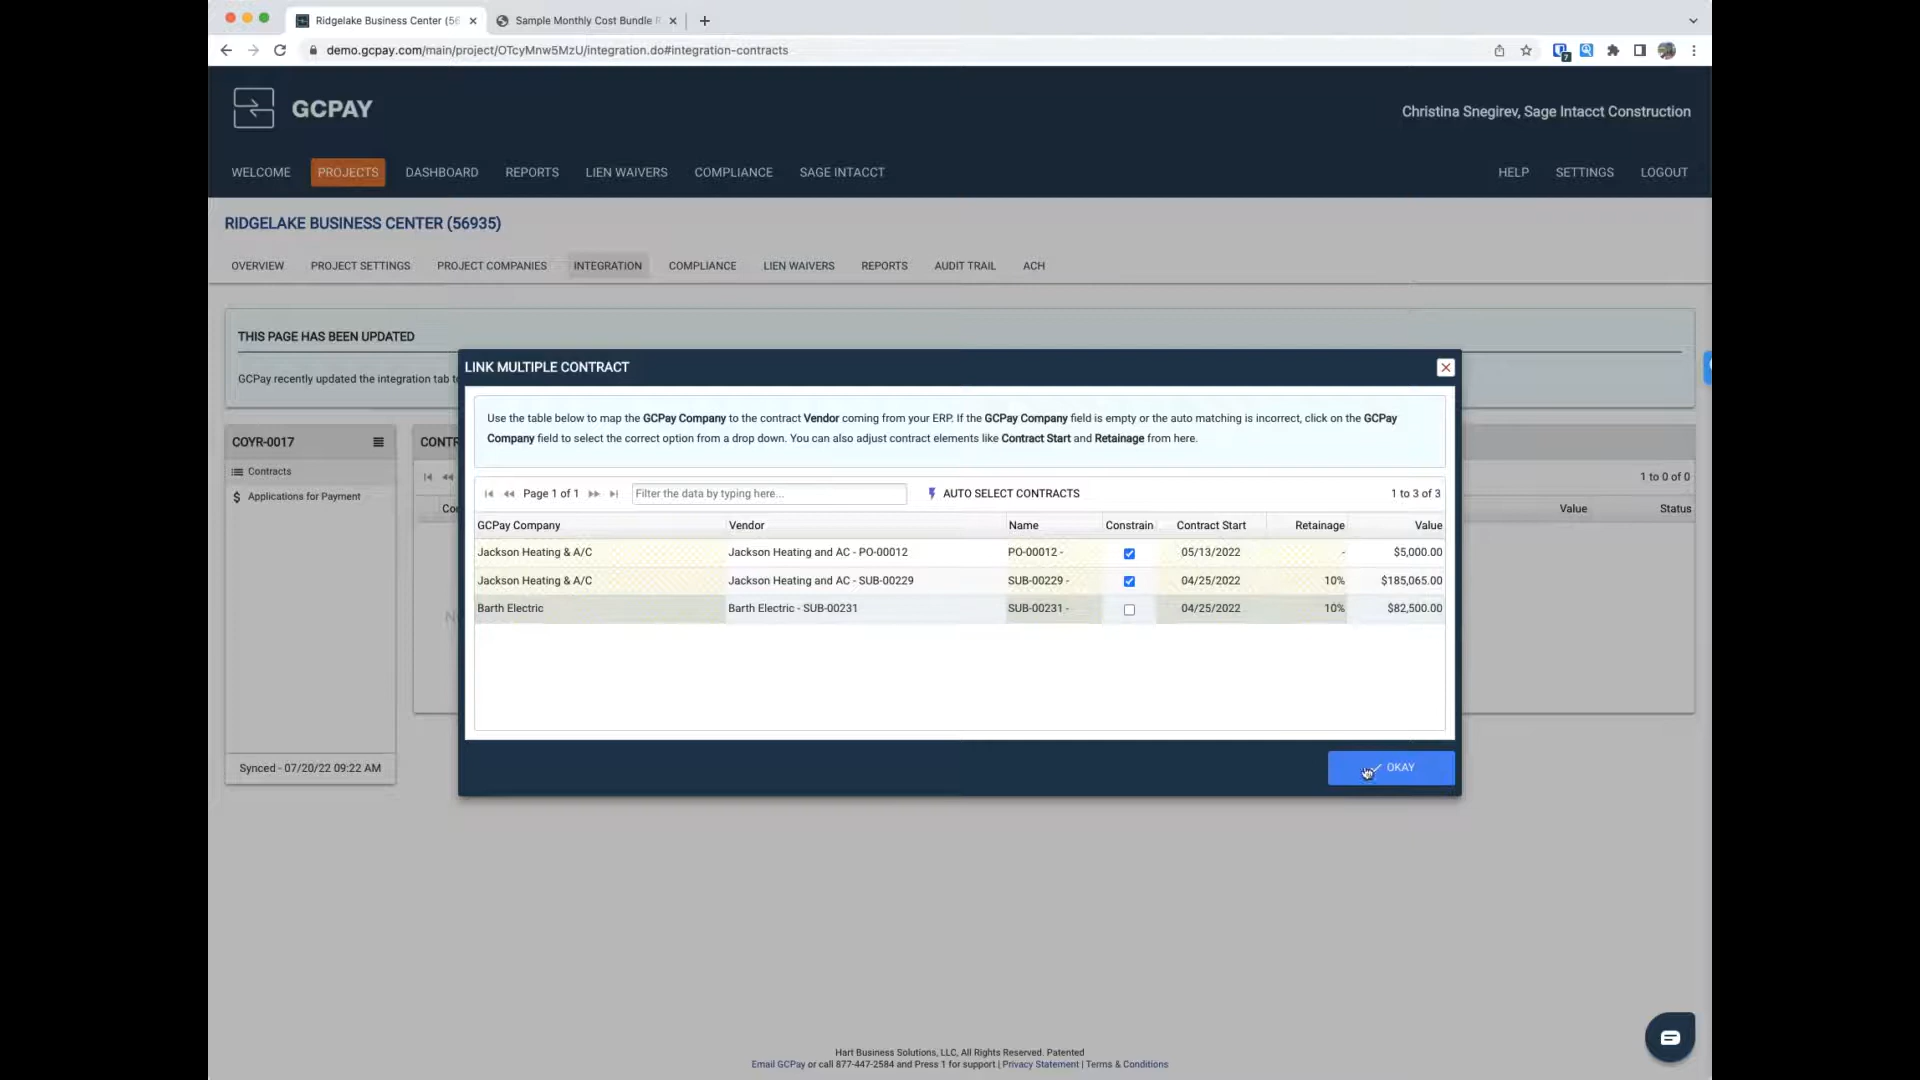 Ridgelake Business Center (56
Sample Monthly Cost Bundle R
demo.gcpay.com/main/project/OTcyMnw5MzU/integration.do#integration-contracts
GCPAY
Christina Snegirev, Sage Intacct Construction
WELCOME PROJECTS DASHBOARD REPORTS LIEN WAIVERS COMPLIANCE SAGE INTACCT HELP SETTINGS LOGOUT
RIDGELAKE BUSINESS CENTER (56935)
OVERVIEW PROJECT SETTINGS PROJECT COMPANIES INTEGRATION COMPLIANCE LIEN WAIVERS REPORTS AUDIT TRAIL ACH
THIS PAGE HAS BEEN UPDATED
GCPay recently updated the integration tab to
COYR-0017
Contracts
$ Applications for Payment
Synced - 07/20/22 09:22 AM
CONTR
1 to 0 of 0
Co
Value Status
N
LINK MULTIPLE CONTRACT
Use the table below to map the GCPay Company to the contract Vendor coming from your ERP. If the GCPay Company field is empty or the auto matching is incorrect, click on the GCPay
Company field to select the correct option from a drop down. You can also adjust contract elements like Contract Start and Retainage from here.
Page 1 of 1 Filter the data by typing here... AUTO SELECT CONTRACTS 1 to 3 of 3
GCPay Company Vendor Name Constrain Contract Start Retainage Value
Jackson Heating & A/C Jackson Heating and AC - PO-00012 PO-00012 - 05/13/2022 - $5,000.00
Jackson Heating & A/C Jackson Heating and AC - SUB-00229 SUB-00229 - 04/25/2022 10% $185,065.00
Barth Electric Barth Electric - SUB-00231 SUB-00231 - 04/25/2022 10% $82,500.00
OKAY
Hart Business Solutions, LLC, All Rights Reserved. Patented
Email GCPay or call 877-447-2584 and Press 1 for support | Privacy Statement | Terms & Conditions